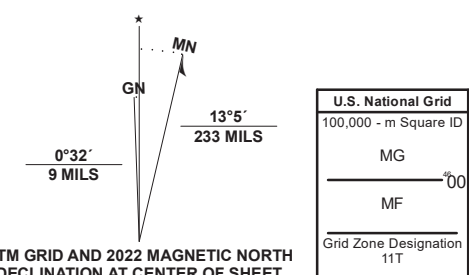 ★
MN
GN
13°5´
233 MILS
0°32´
9 MILS
TM GRID AND 2022 MAGNETIC NORTH
DECLINATION AT CENTER OF SHEET
U.S. National Grid
100,000 - m Square ID
MG
4600
MF
Grid Zone Designation
11T